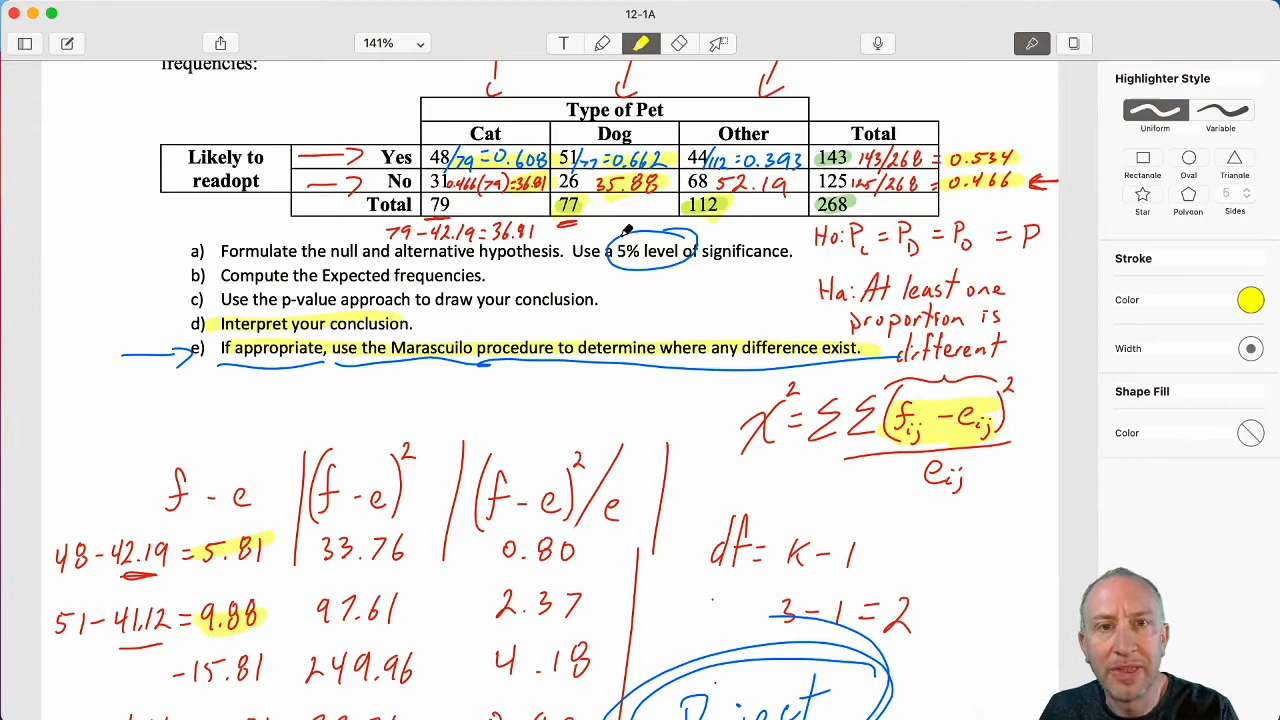 12-1A
141%
T
frequencies:
Type of Pet
Cat Dog Other Total
Likely to readopt
Yes 48/79 = 0.608 51/77 = 0.662 44/112 = 0.393 143 143/268 = 0.534
No 31 0.466(79) = 36.81 26 35.88 68 52.19 125 125/268 = 0.466
Total 79 77 112 268
79 - 42.19 = 36.81
a) Formulate the null and alternative hypothesis. Use a 5% level of significance.
b) Compute the Expected frequencies.
c) Use the p-value approach to draw your conclusion.
d) Interpret your conclusion.
e) If appropriate, use the Marascuilo procedure to determine where any difference exist.
Ho: Pc = PD = PO = P
Ha: At least one
proportion is
different
χ² = ΣΣ(fij - eij)²
eij
f - e (f - e)² (f - e)²/e
48 - 42.19 = 5.81 33.76 0.80
51 - 41.12 = 9.88 97.61 2.37
-15.81 249.96 4.18
df = K - 1
3 - 1 = 2
Reject
Highlighter Style
Uniform Variable
Rectangle Oval Triangle
5
Star Polygon Sides
Stroke
Color
Width
Shape Fill
Color